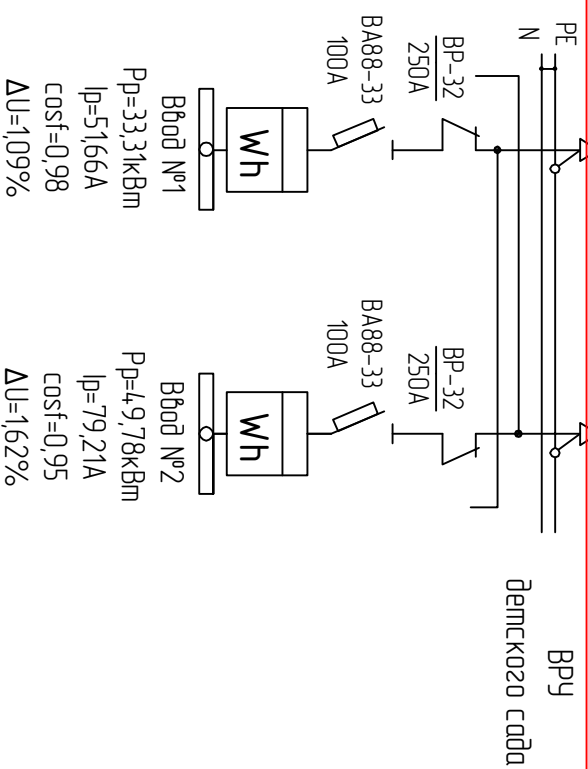 PE
N
ВРУ
детского сада
ВР-32
250А
ВР-32
250А
ВА88-33
100А
ВА88-33
100А
Wh
Wh
Ввод №1
Рр=33,31кВт
Iр=51,66А
cosf=0,98
ΔU=1,09%
Ввод №2
Рр=49,78кВт
Iр=79,21А
cosf=0,95
ΔU=1,62%